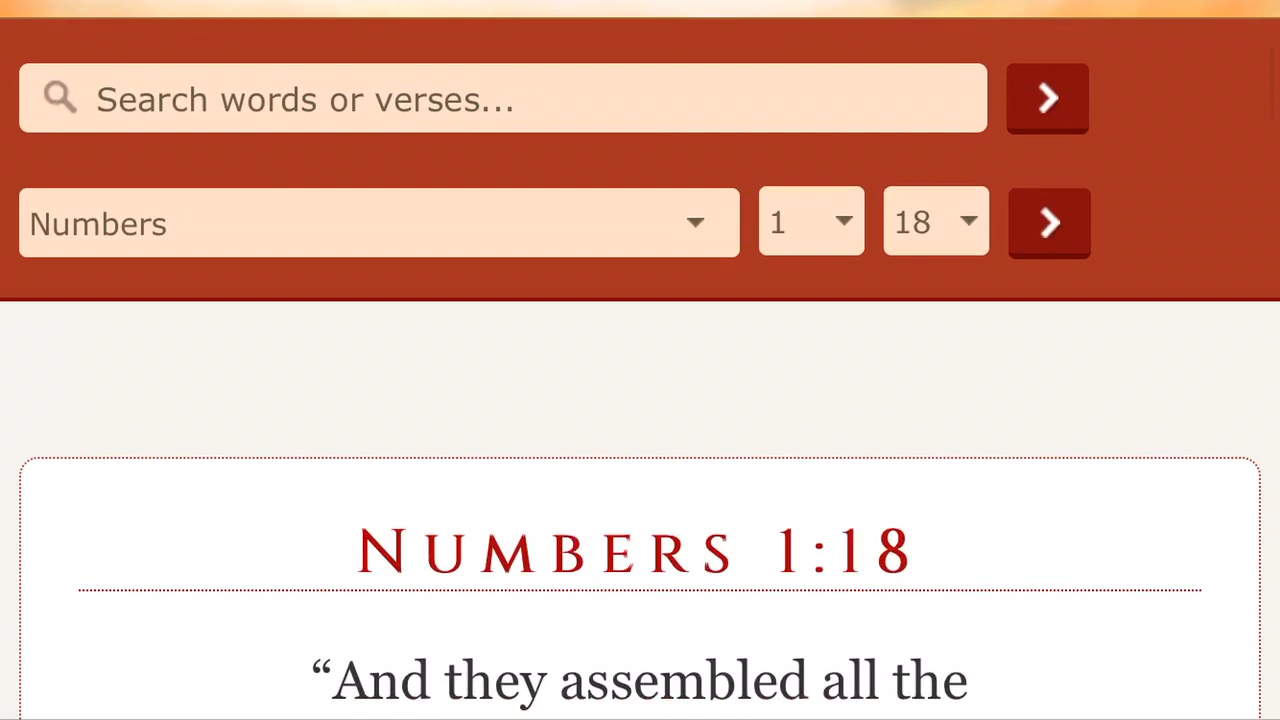 Search words or verses...
Numbers 1 18
NUMBERS 1:18
“And they assembled all the